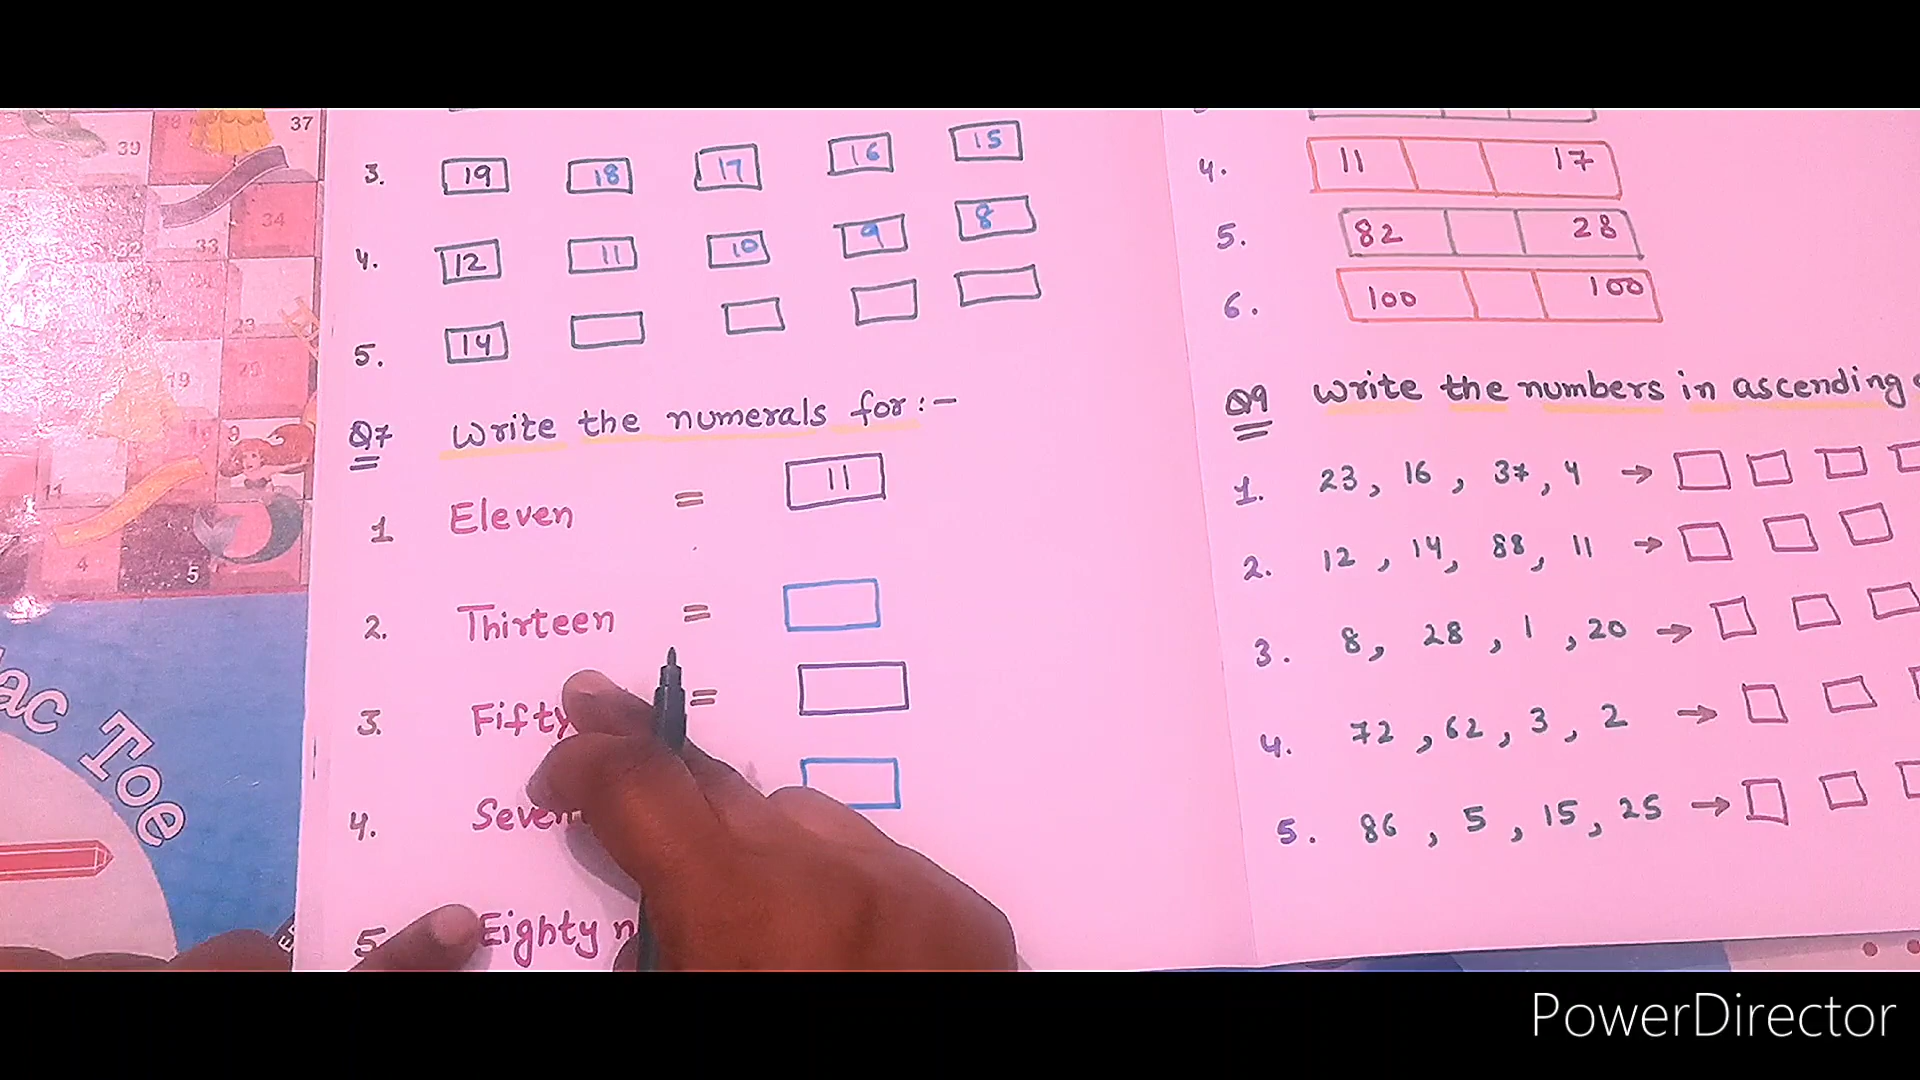 3. 19 18 17 16 15
4. 12 11 10 9 8
5. 14
Q7 Write the numerals for:-
1 Eleven = 11
2. Thirteen =
3. Fifty =
4.
5. Eighty
4. 11 17
5. 82 28
6. 100 100
Q9 Write the numbers in ascending
1. 23, 16, 37, 4 →
2. 12, 14, 88, 11 →
3. 8, 28, 1, 20 →
4. 72, 62, 3, 2 →
5. 86, 5, 15, 25 →
37
39
34
33
32
23
19
20
9
11
4
5
ac Toe
PowerDirector